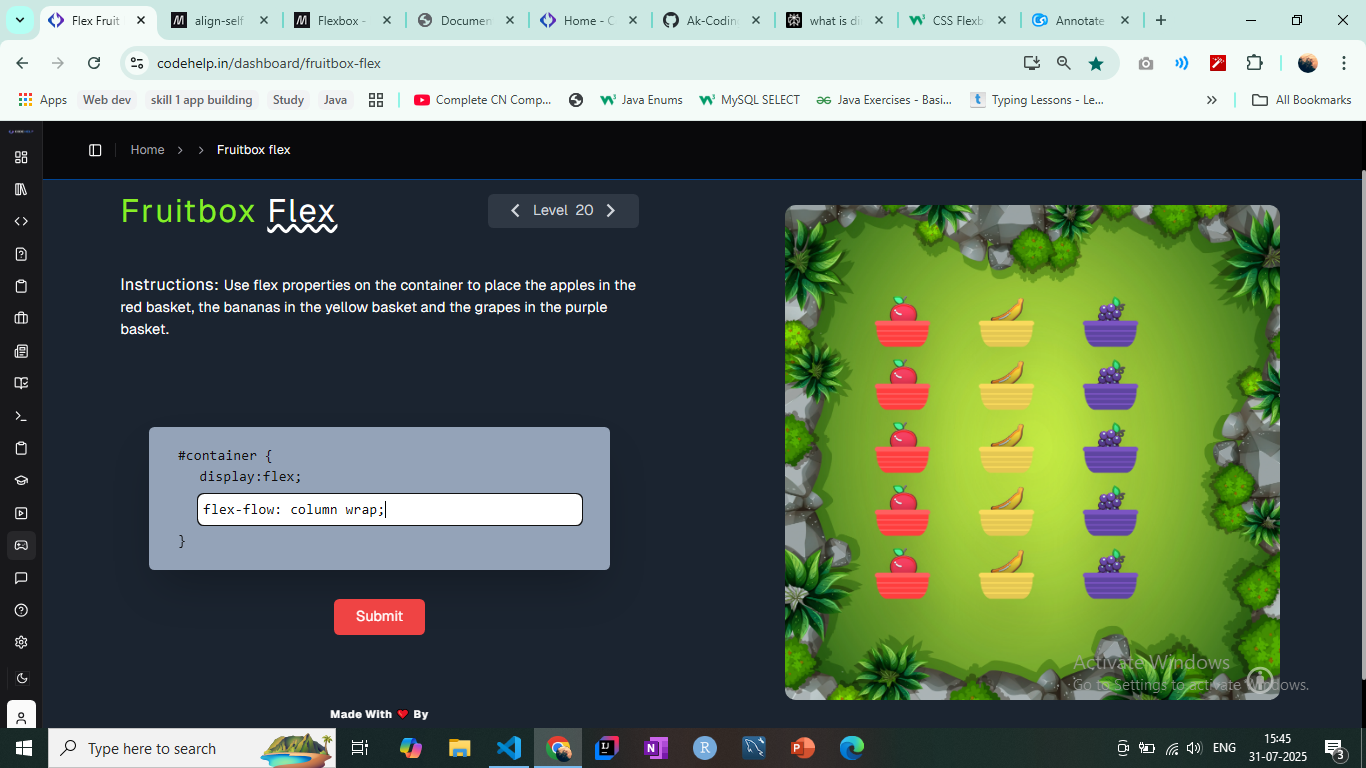 Flex Fruit
align-self
Flexbox -
Documen
Home - C
Ak-Codin
what is di
CSS Flexb
Annotate
codehelp.in/dashboard/fruitbox-flex
Apps
Web dev
skill 1 app building
Study
Java
Complete CN Comp...
Java Enums
MySQL SELECT
Java Exercises - Basi...
Typing Lessons - Le...
All Bookmarks
Home
Fruitbox flex
Fruitbox Flex
Level 20
Instructions: Use flex properties on the container to place the apples in the
red basket, the bananas in the yellow basket and the grapes in the purple
basket.
#container {
display:flex;
flex-flow: column wrap;
}
Submit
Made With ❤ By
Activate Windows
Go to Settings to activate Windows.
Type here to search
ENG
15:45
31-07-2025
3